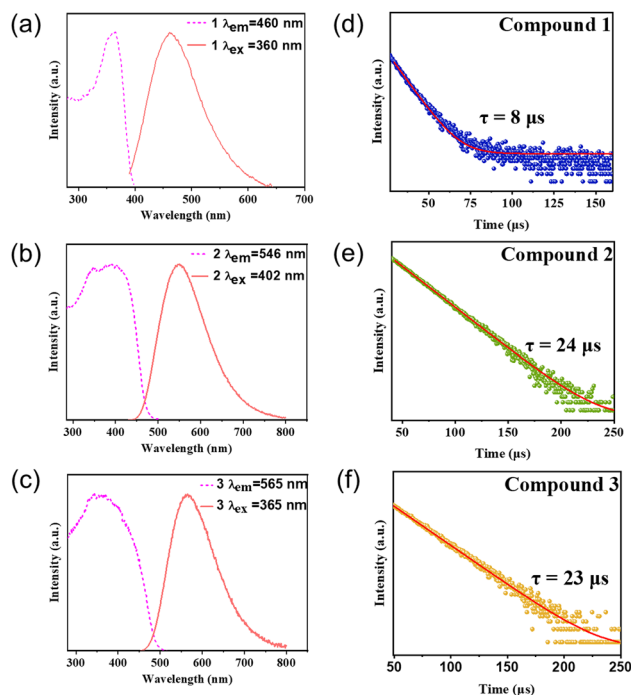 (a)
1 λem=460 nm
1 λex=360 nm
Intensity (a.u.)
300 400 500 600 700
Wavelength (nm)
(d)
Compound 1
τ = 8 μs
Intensity (a.u.)
50 75 100 125 150
Time (μs)
(b)
2 λem=546 nm
2 λex=402 nm
Intensity (a.u.)
300 400 500 600 700 800
Wavelength (nm)
(e)
Compound 2
τ = 24 μs
Intensity (a.u.)
50 100 150 200 250
Time (μs)
(c)
3 λem=565 nm
3 λex=365 nm
Intensity (a.u.)
300 400 500 600 700 800
Wavelength (nm)
(f)
Compound 3
τ = 23 μs
Intensity (a.u.)
50 100 150 200 250
Time (μs)